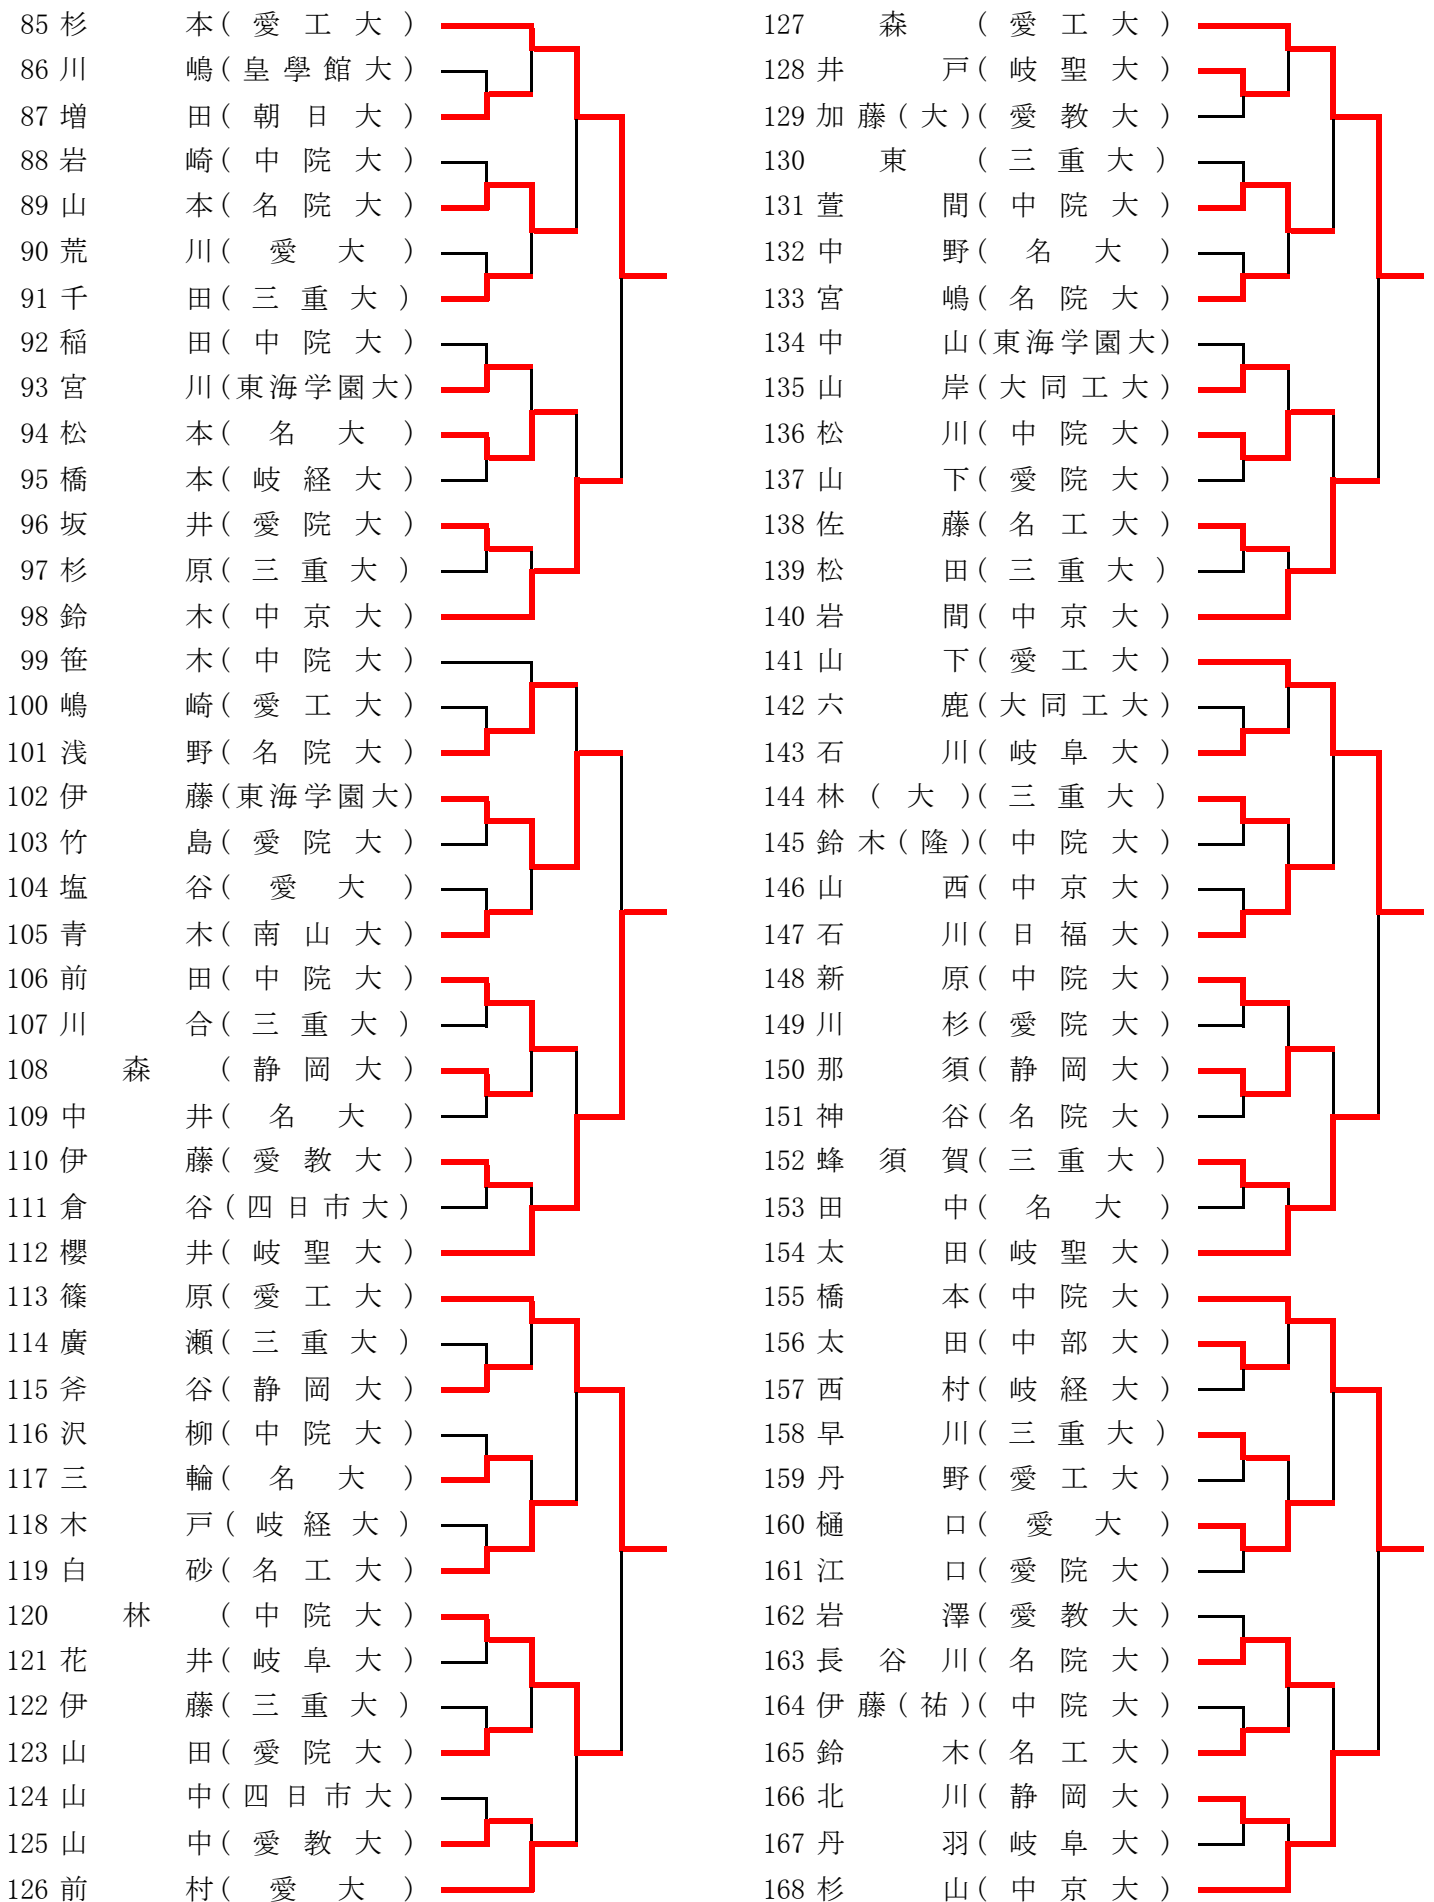 85 杉本(愛工大)
86 川嶋(皇學館大)
87 増田(朝日大)
88 岩崎(中院大)
89 山本(名院大)
90 荒川(愛大)
91 千田(三重大)
92 稲田(中院大)
93 宮川(東海学園大)
94 松本(名大)
95 橋本(岐経大)
96 坂井(愛院大)
97 杉原(三重大)
98 鈴木(中京大)
99 笹木(中院大)
100 嶋崎(愛工大)
101 浅野(名院大)
102 伊藤(東海学園大)
103 竹島(愛院大)
104 塩谷(愛大)
105 青木(南山大)
106 前田(中院大)
107 川合(三重大)
108 森(静岡大)
109 中井(名大)
110 伊藤(愛教大)
111 倉谷(四日市大)
112 櫻井(岐聖大)
113 篠原(愛工大)
114 廣瀬(三重大)
115 斧谷(静岡大)
116 沢柳(中院大)
117 三輪(名大)
118 木戸(岐経大)
119 白砂(名工大)
120 林(中院大)
121 花井(岐阜大)
122 伊藤(三重大)
123 山田(愛院大)
124 山中(四日市大)
125 山中(愛教大)
126 前村(愛大)
127 森(愛工大)
128 井戸(岐聖大)
129 加藤(大)(愛教大)
130 東(三重大)
131 萱間(中院大)
132 中野(名大)
133 宮嶋(名院大)
134 中山(東海学園大)
135 山岸(大同工大)
136 松川(中院大)
137 山下(愛院大)
138 佐藤(名工大)
139 松田(三重大)
140 岩間(中京大)
141 山下(愛工大)
142 六鹿(大同工大)
143 石川(岐阜大)
144 林(大)(三重大)
145 鈴木(隆)(中院大)
146 山西(中京大)
147 石川(日福大)
148 新原(中院大)
149 川杉(愛院大)
150 那須(静岡大)
151 神谷(名院大)
152 蜂須賀(三重大)
153 田中(名大)
154 太田(岐聖大)
155 橋本(中院大)
156 太田(中部大)
157 西村(岐経大)
158 早川(三重大)
159 丹野(愛工大)
160 樋口(愛大)
161 江口(愛院大)
162 岩澤(愛教大)
163 長谷川(名院大)
164 伊藤(祐)(中院大)
165 鈴木(名工大)
166 北川(静岡大)
167 丹羽(岐阜大)
168 杉山(中京大)